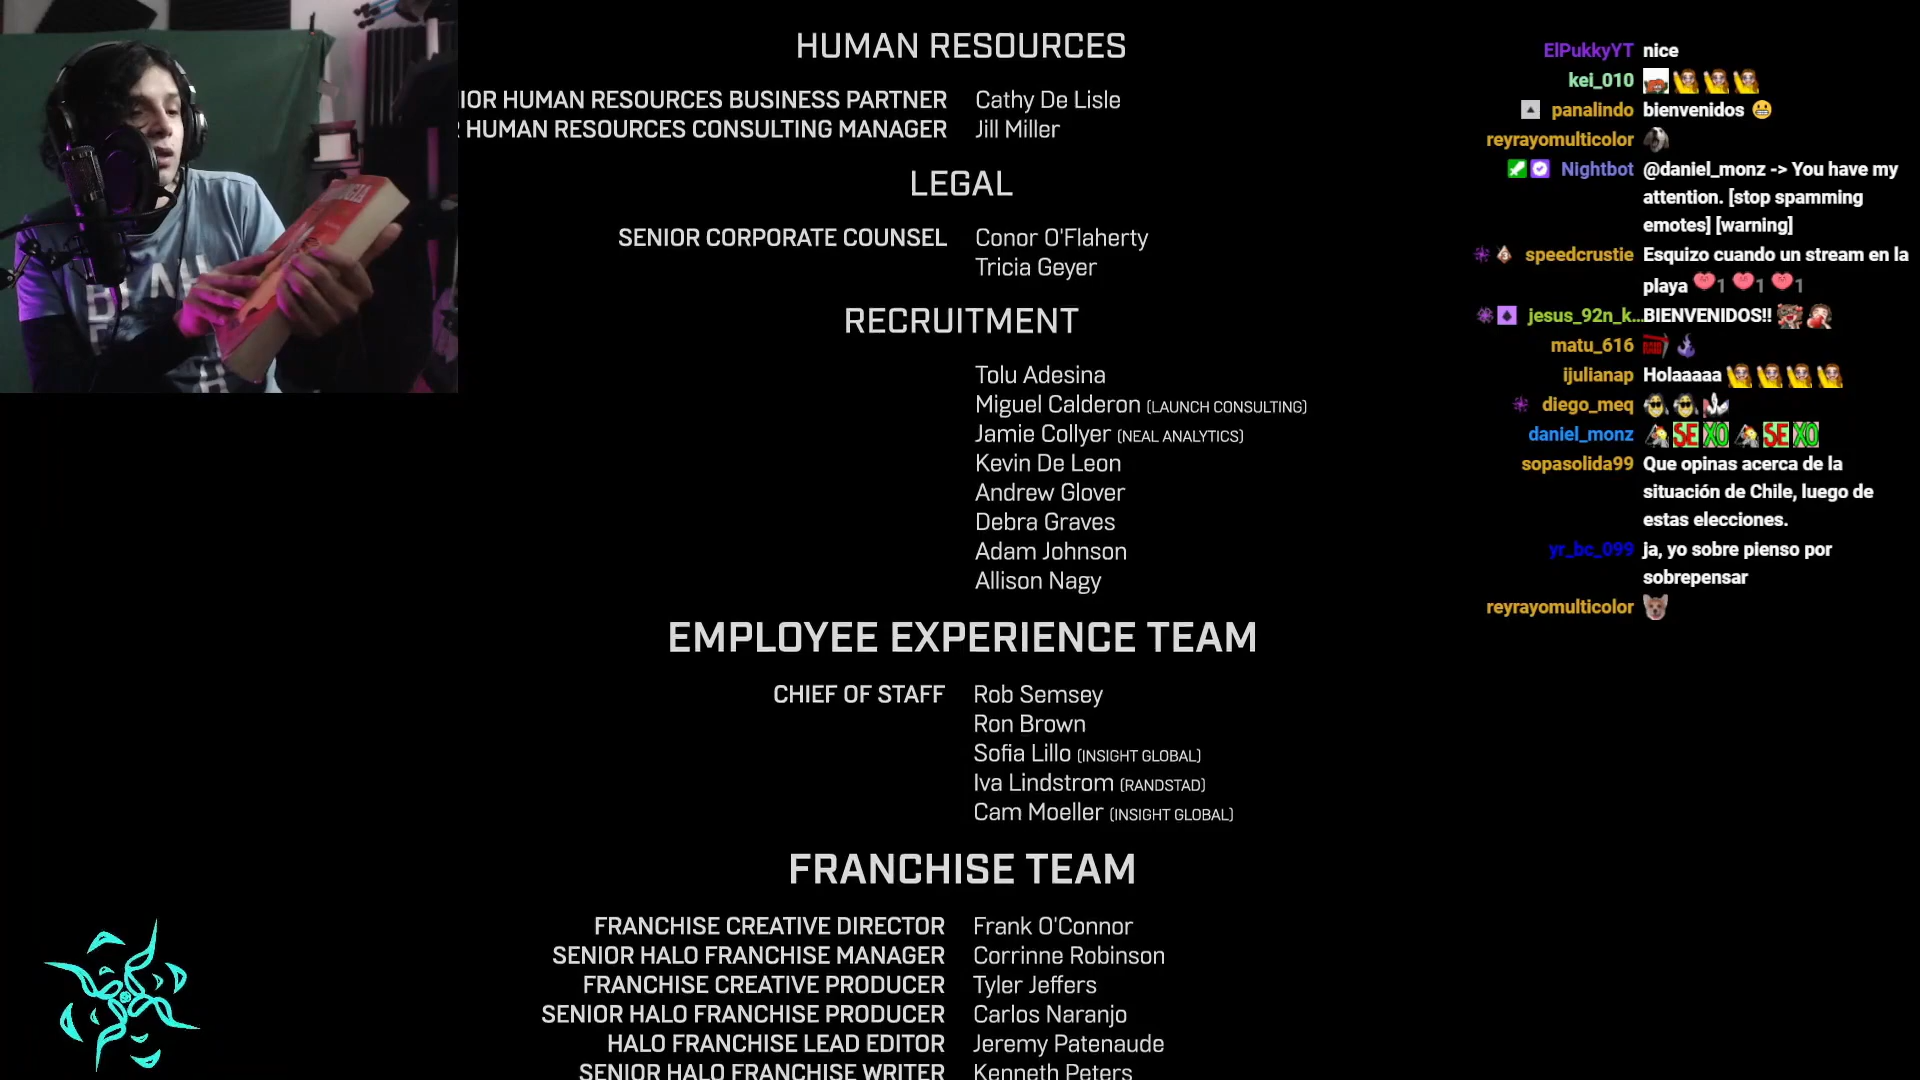 HUMAN RESOURCES
IOR HUMAN RESOURCES BUSINESS PARTNER Cathy De Lisle
HUMAN RESOURCES CONSULTING MANAGER Jill Miller
LEGAL
SENIOR CORPORATE COUNSEL Conor O'Flaherty
Tricia Geyer
RECRUITMENT
Tolu Adesina
Miguel Calderon (LAUNCH CONSULTING)
Jamie Collyer (NEAL ANALYTICS)
Kevin De Leon
Andrew Glover
Debra Graves
Adam Johnson
Allison Nagy
EMPLOYEE EXPERIENCE TEAM
CHIEF OF STAFF Rob Semsey
Ron Brown
Sofia Lillo (INSIGHT GLOBAL)
Iva Lindstrom (RANDSTAD)
Cam Moeller (INSIGHT GLOBAL)
FRANCHISE TEAM
FRANCHISE CREATIVE DIRECTOR Frank O'Connor
SENIOR HALO FRANCHISE MANAGER Corrinne Robinson
FRANCHISE CREATIVE PRODUCER Tyler Jeffers
SENIOR HALO FRANCHISE PRODUCER Carlos Naranjo
HALO FRANCHISE LEAD EDITOR Jeremy Patenaude
SENIOR HALO FRANCHISE WRITER Kenneth Peters
ElPukkyYT nice
kei_010
panalindo bienvenidos
reyrayomulticolor
Nightbot @daniel_monz -> You have my
attention. [stop spamming
emotes] [warning]
speedcrustie Esquizo cuando un stream en la
playa 1 1 1
jesus_92n_k... BIENVENIDOS!!
matu_616 RAID
ijulianap Holaaaaa
diego_meq
daniel_monz SE XO SE XO
sopasolida99 Que opinas acerca de la
situación de Chile, luego de
estas elecciones.
yr_bc_099 ja, yo sobre pienso por
sobrepensar
reyrayomulticolor